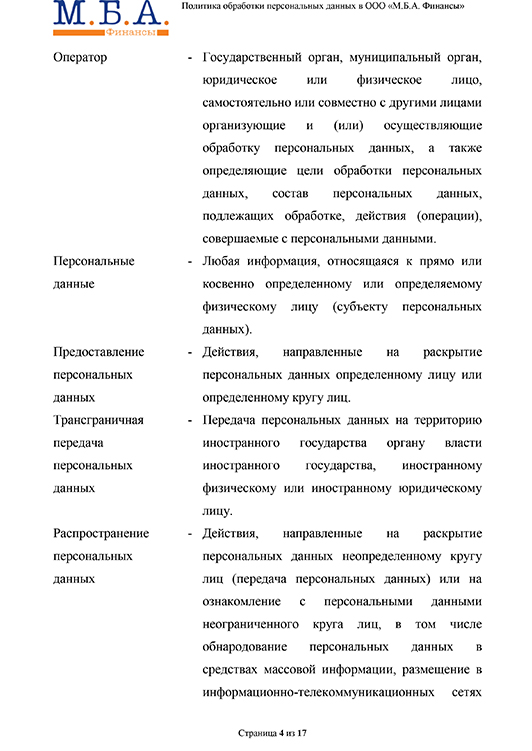 М.Б.А.
Финансы
Политика обработки персональных данных в ООО «М.Б.А. Финансы»
Оператор - Государственный орган, муниципальный орган,
юридическое или физическое лицо,
самостоятельно или совместно с другими лицами
организующие и (или) осуществляющие
обработку персональных данных, а также
определяющие цели обработки персональных
данных, состав персональных данных,
подлежащих обработке, действия (операции),
совершаемые с персональными данными.
Персональные - Любая информация, относящаяся к прямо или
данные косвенно определенному или определяемому
физическому лицу (субъекту персональных
данных).
Предоставление - Действия, направленные на раскрытие
персональных персональных данных определенному лицу или
данных определенному кругу лиц.
Трансграничная - Передача персональных данных на территорию
передача иностранного государства органу власти
персональных иностранного государства, иностранному
данных физическому или иностранному юридическому
лицу.
Распространение - Действия, направленные на раскрытие
персональных персональных данных неопределенному кругу
данных лиц (передача персональных данных) или на
ознакомление с персональными данными
неограниченного круга лиц, в том числе
обнародование персональных данных в
средствах массовой информации, размещение в
информационно-телекоммуникационных сетях
Страница 4 из 17